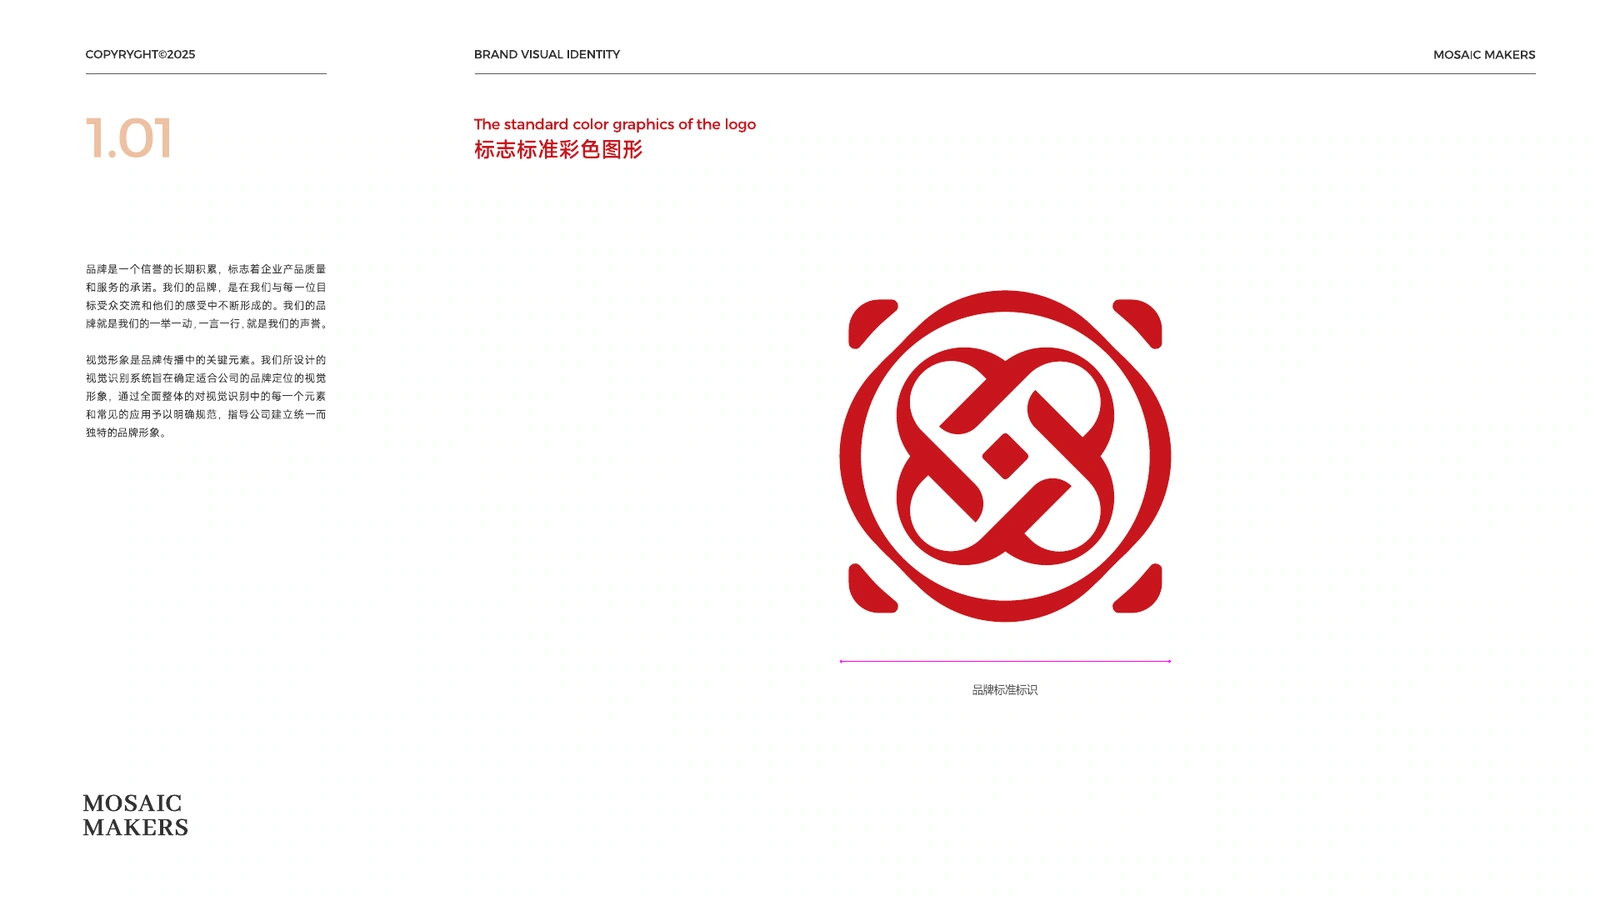 COPYRYGHT©2025
BRAND VISUAL IDENTITY
MOSAIC MAKERS
1.01
The standard color graphics of the logo
标志标准彩色图形
品牌是一个信誉的长期积累，标志着企业产品质量
和服务的承诺。我们的品牌，是在我们与每一位目
标受众交流和他们的感受中不断形成的。我们的品
牌就是我们的一举一动,一言一行,就是我们的声誉。
视觉形象是品牌传播中的关键元素。我们所设计的
视觉识别系统旨在确定适合公司的品牌定位的视觉
形象，通过全面整体的对视觉识别中的每一个元素
和常见的应用予以明确规范，指导公司建立统一而
独特的品牌形象。
品牌标准标识
MOSAIC
MAKERS